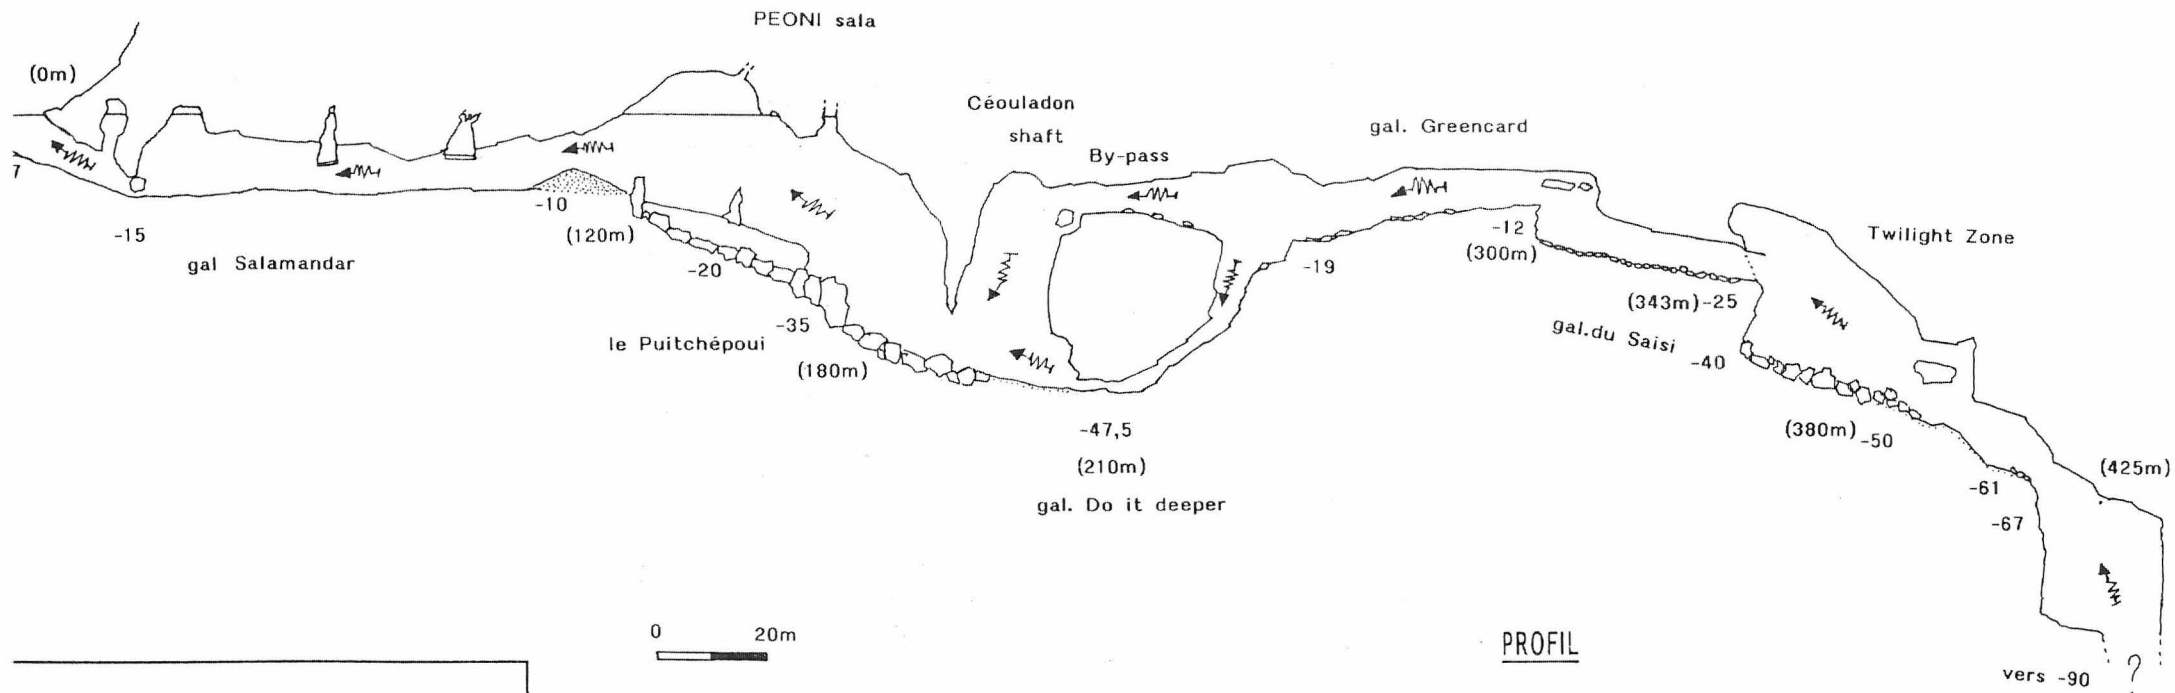 PEONI sala
(0m)
7
-15
gal Salamandar
-10
(120m)
-20
-35
le Puitchépoui
(180m)
Céouladon
shaft
By-pass
gal. Greencard
-47,5
(210m)
gal. Do it deeper
-19
-12
(300m)
(343m) -25
gal.du Saisi
-40
Twilight Zone
(380m) -50
-61
-67
(425m)
vers -90 ?
0 20m
PROFIL